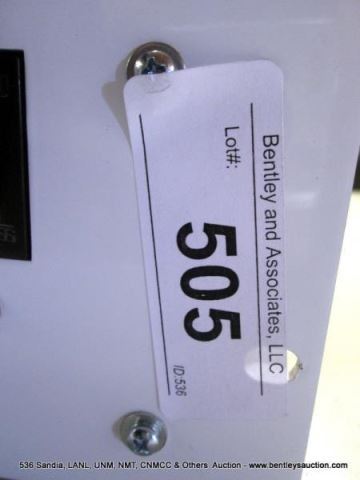 Bentley and Associates, LLC
Lot#:
505
ID:536
536 Sandia, LANL, UNM, NMT, CNMCC & Others Auction - www.bentleysauction.com